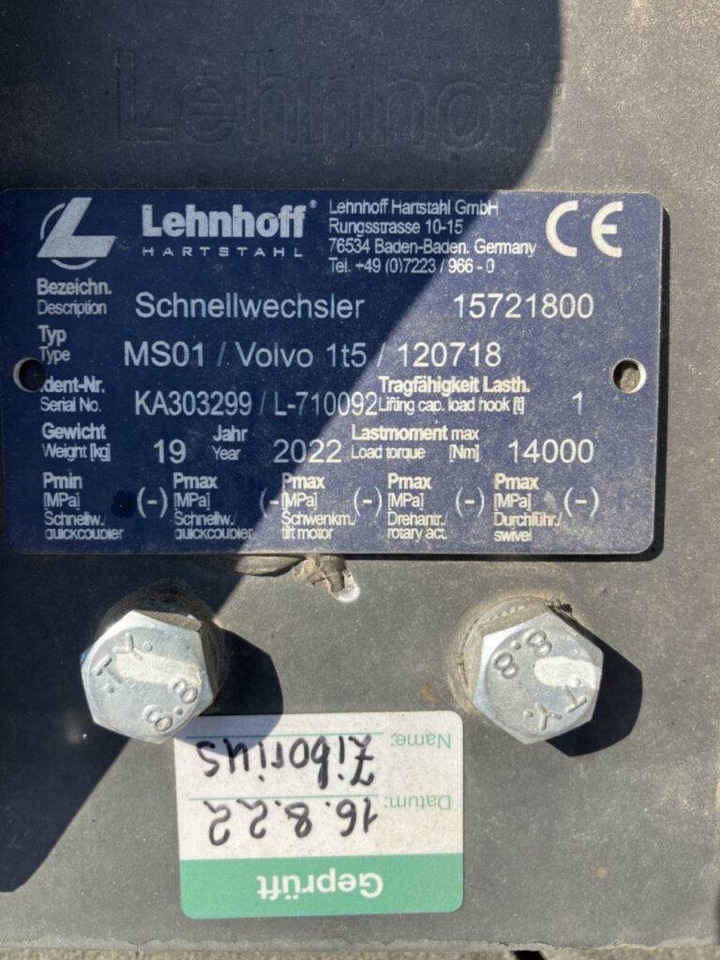 Lehnhoff
Lehnhoff®
HARTSTAHL
Lehnhoff Hartstahl GmbH
Rungsstrasse 10-15
76534 Baden-Baden. Germany
Tel. +49 (0)7223 / 966 - 0
CE
Bezeichn.
Description Schnellwechsler 15721800
Typ
Type MS01 / Volvo 1t5 / 120718
Ident-Nr. Tragfähigkeit Lasth.
Serial No. KA303299 / L-710092 Lifting cap. load hook [t] 1
Gewicht Jahr Lastmoment max
Weight [kg] 19 Year 2022 Load torque [Nm] 14000
Pmin Pmax Pmax Pmax Pmax
[MPa] (-) [MPa] (-) [MPa] (-) [MPa] (-) [MPa] (-)
Schnellw./ Schnellw./ Schwenkm./ Drehantr./ Durchführ./
quickcoupler quickcoupler tilt motor rotary act. swivel
T.Y.
8.8
8.8
T.Y.
Geprüft
Datum: 16.8.22
Name: Ziborius